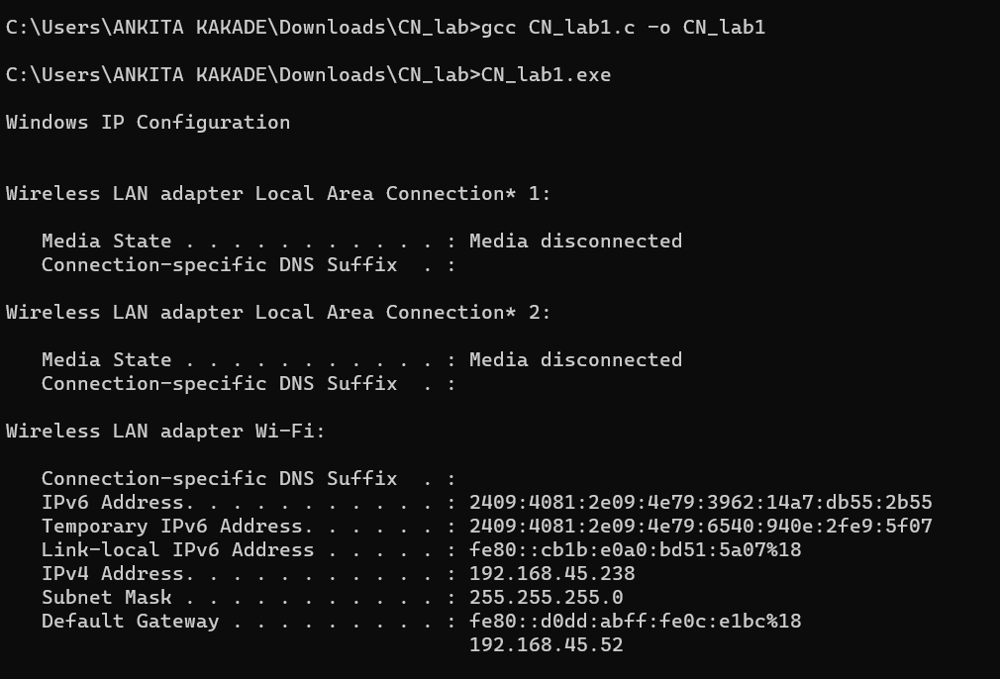 C:\Users\ANKITA KAKADE\Downloads\CN_lab>gcc CN_lab1.c -o CN_lab1
C:\Users\ANKITA KAKADE\Downloads\CN_lab>CN_lab1.exe
Windows IP Configuration
Wireless LAN adapter Local Area Connection* 1:
   Media State . . . . . . . . . . . : Media disconnected
   Connection-specific DNS Suffix  . :
Wireless LAN adapter Local Area Connection* 2:
   Media State . . . . . . . . . . . : Media disconnected
   Connection-specific DNS Suffix  . :
Wireless LAN adapter Wi-Fi:
   Connection-specific DNS Suffix  . :
   IPv6 Address. . . . . . . . . . . : 2409:4081:2e09:4e79:3962:14a7:db55:2b55
   Temporary IPv6 Address. . . . . . : 2409:4081:2e09:4e79:6540:940e:2fe9:5f07
   Link-local IPv6 Address . . . . . : fe80::cb1b:e0a0:bd51:5a07%18
   IPv4 Address. . . . . . . . . . . : 192.168.45.238
   Subnet Mask . . . . . . . . . . . : 255.255.255.0
   Default Gateway . . . . . . . . . : fe80::d0dd:abff:fe0c:e1bc%18
                                       192.168.45.52